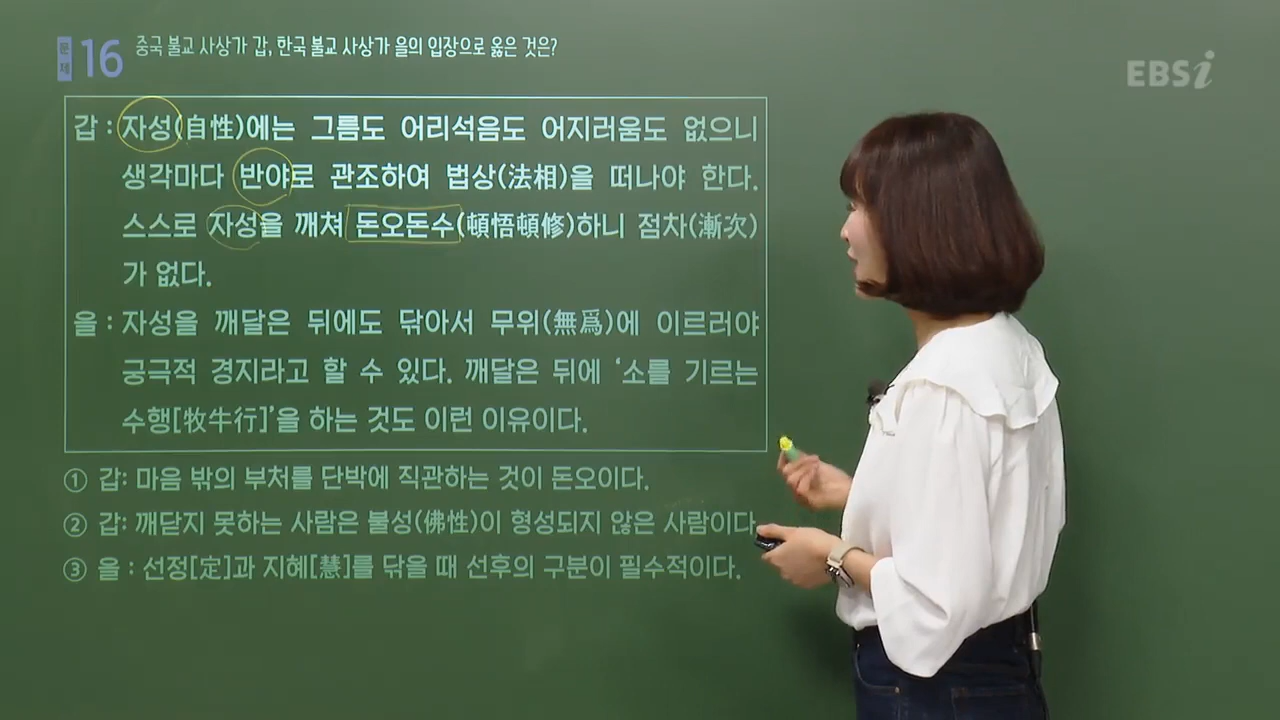 문제 16 중국 불교 사상가 갑, 한국 불교 사상가 을의 입장으로 옳은 것은?
EBSi
갑 : 자성(自性)에는 그름도 어리석음도 어지러움도 없으니
생각마다 반야로 관조하여 법상(法相)을 떠나야 한다.
스스로 자성을 깨쳐 돈오돈수(頓悟頓修)하니 점차(漸次)
가 없다.
을 : 자성을 깨달은 뒤에도 닦아서 무위(無爲)에 이르러야
궁극적 경지라고 할 수 있다. 깨달은 뒤에 ‘소를 기르는
수행[牧牛行]’을 하는 것도 이런 이유이다.
① 갑: 마음 밖의 부처를 단박에 직관하는 것이 돈오이다.
② 갑: 깨닫지 못하는 사람은 불성(佛性)이 형성되지 않은 사람이다
③ 을 : 선정[定]과 지혜[慧]를 닦을 때 선후의 구분이 필수적이다.